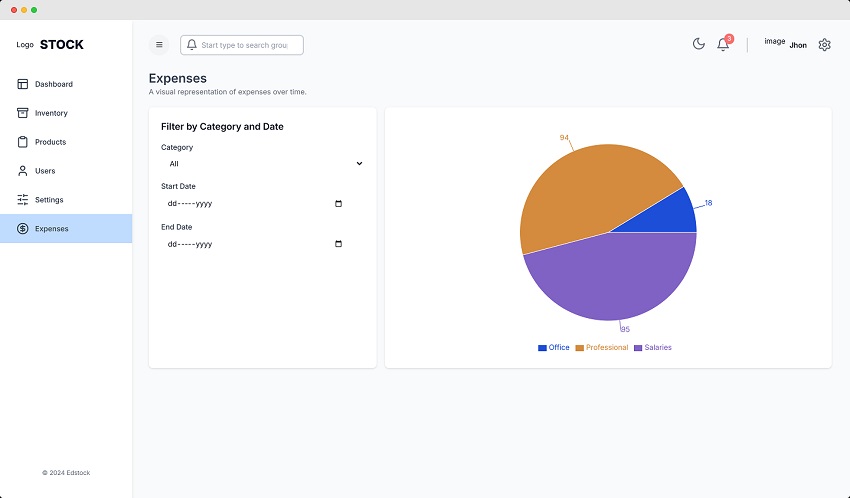 Logo STOCK
Start type to search grou
3
image
Jhon
Dashboard
Inventory
Products
Users
Settings
Expenses
© 2024 Edstock
Expenses
A visual representation of expenses over time.
Filter by Category and Date
Category
All
Start Date
dd-----yyyy
End Date
dd-----yyyy
94
18
85
Office Professional Salaries